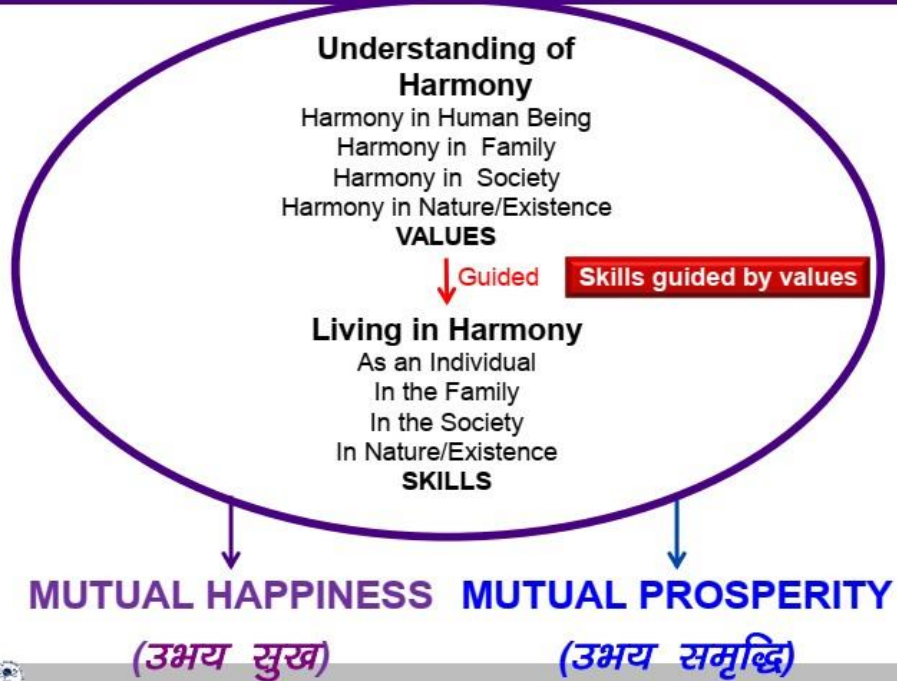 Understanding of
Harmony
Harmony in Human Being
Harmony in Family
Harmony in Society
Harmony in Nature/Existence
VALUES
Guided
Skills guided by values
Living in Harmony
As an Individual
In the Family
In the Society
In Nature/Existence
SKILLS
MUTUAL HAPPINESS MUTUAL PROSPERITY
(उभय सुख) (उभय समृद्धि)